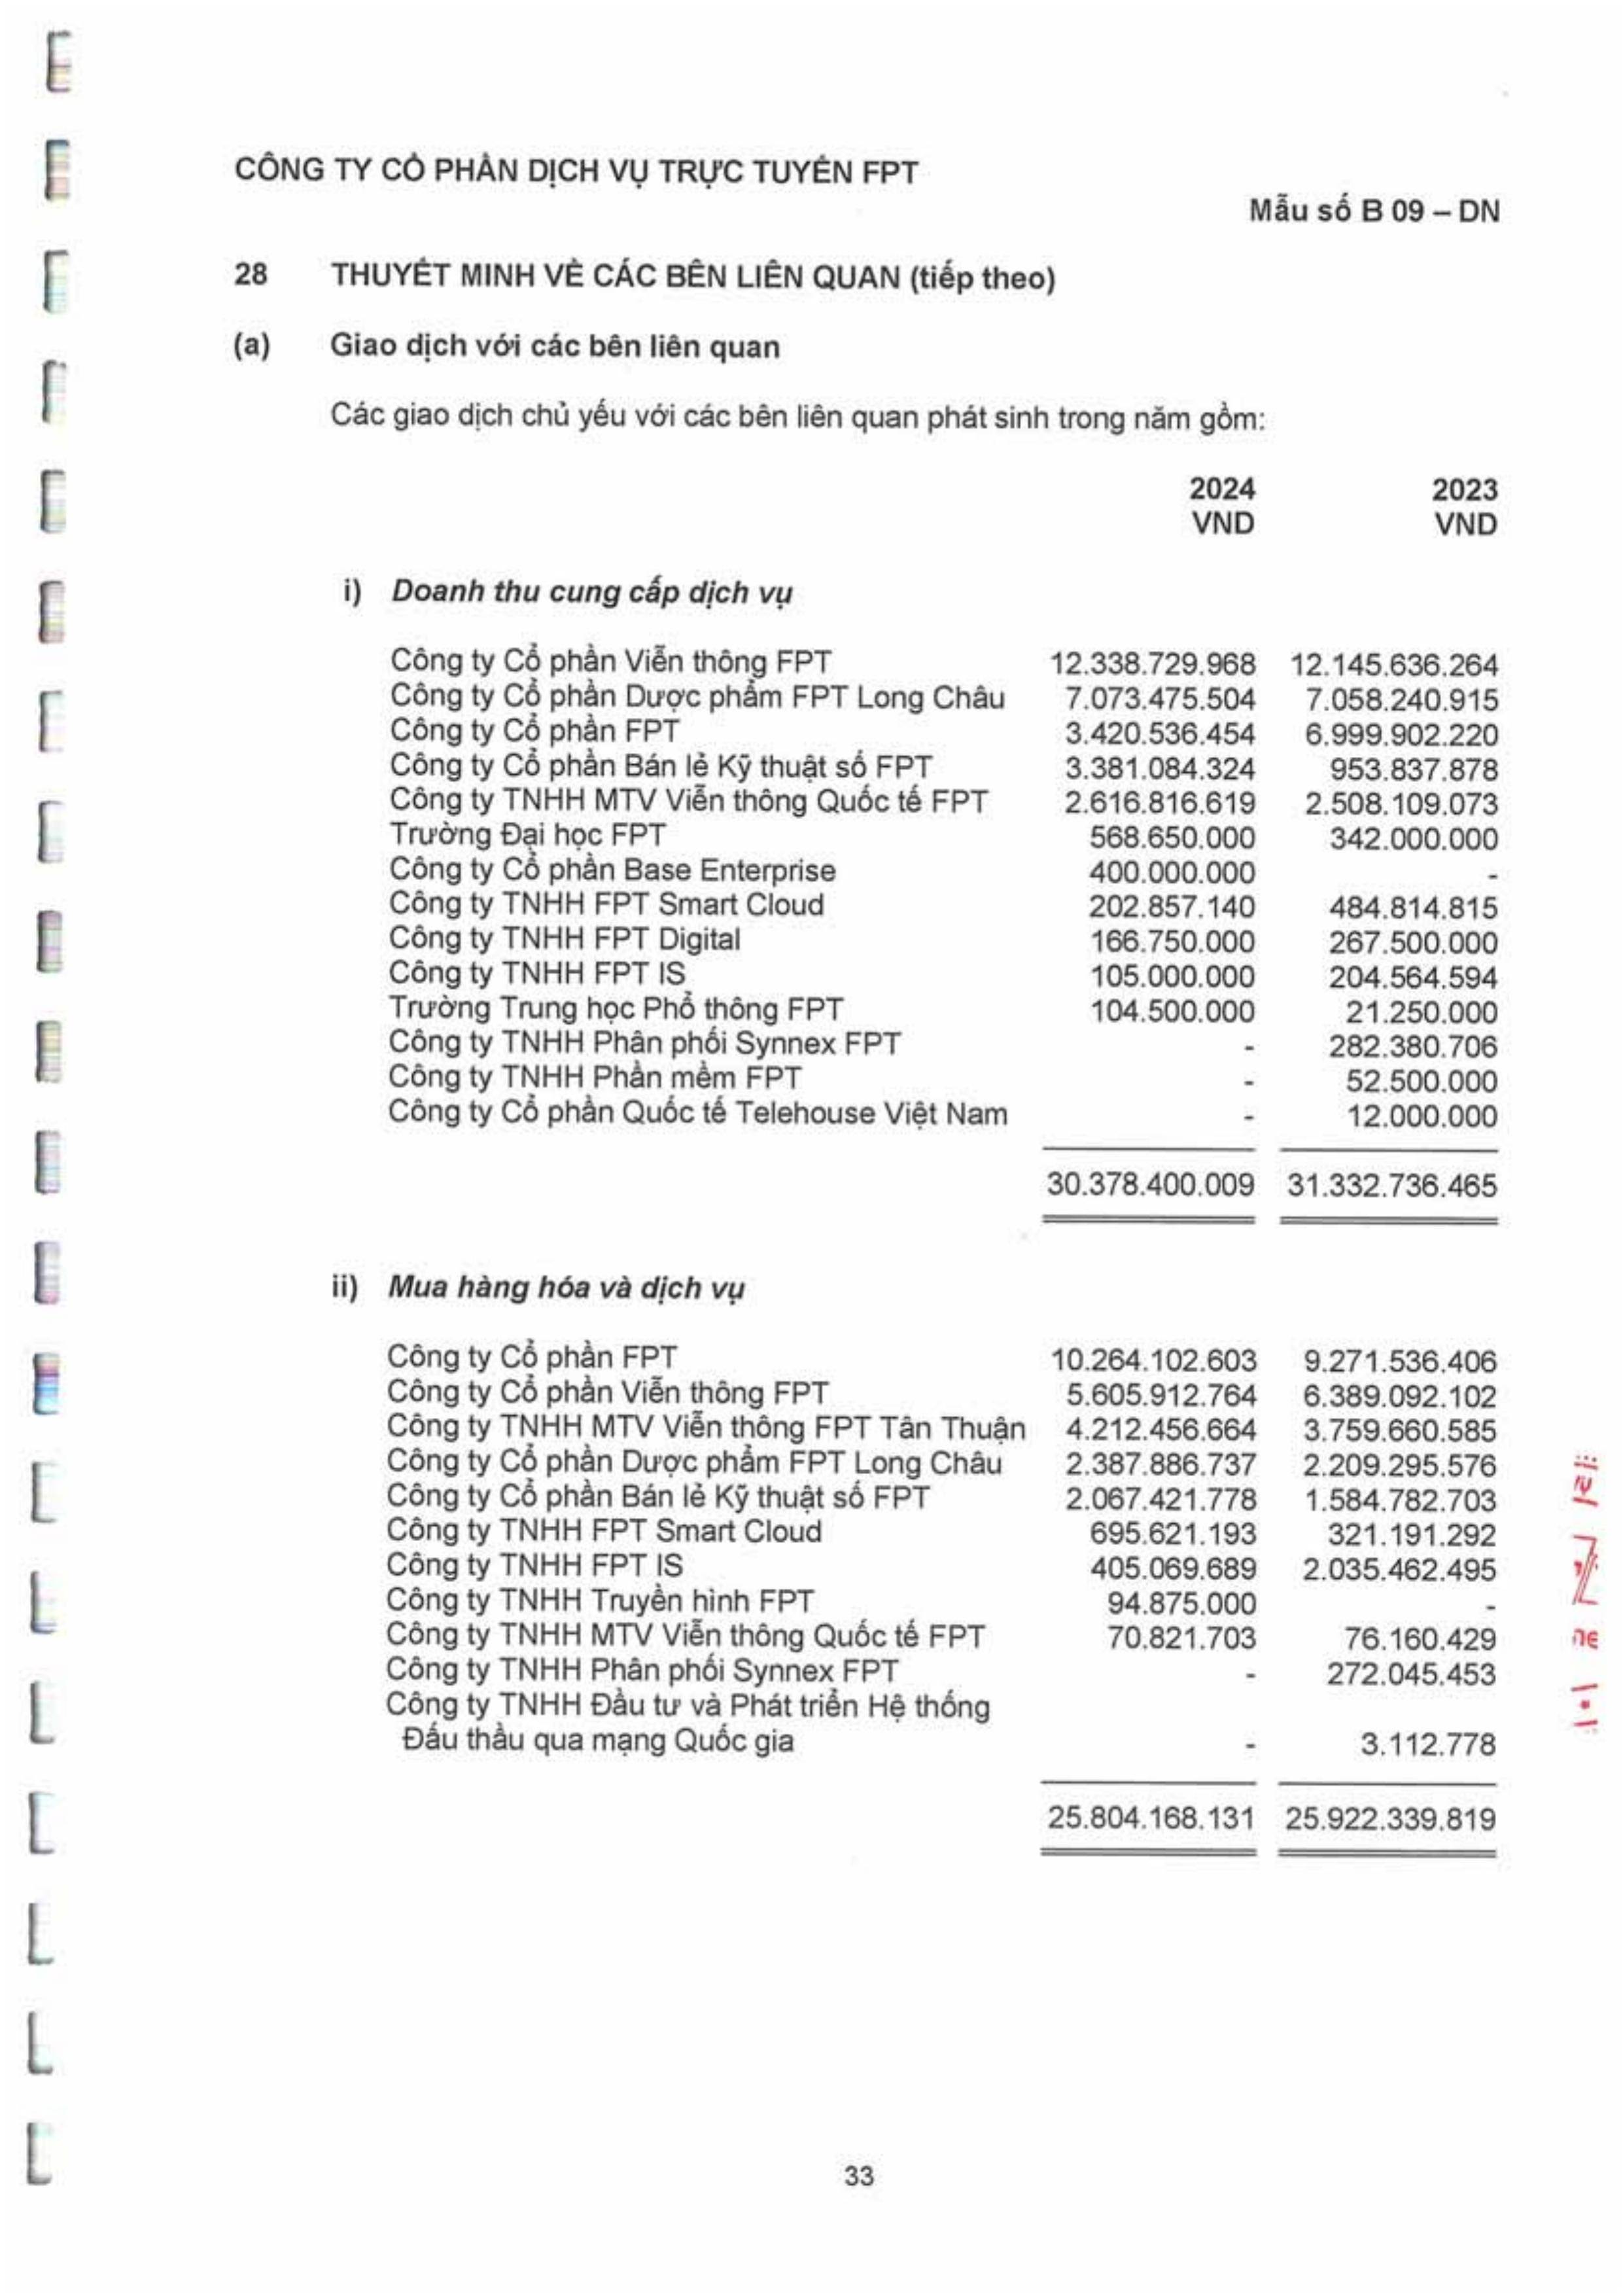 CÔNG TY CỔ PHẦN DỊCH VỤ TRỰC TUYẾN FPT
Mẫu số B 09 – DN
28 THUYẾT MINH VỀ CÁC BÊN LIÊN QUAN (tiếp theo)
(a) Giao dịch với các bên liên quan
Các giao dịch chủ yếu với các bên liên quan phát sinh trong năm gồm:
2024 2023
VND VND
i) Doanh thu cung cấp dịch vụ
Công ty Cổ phần Viễn thông FPT 12.338.729.968 12.145.636.264
Công ty Cổ phần Dược phẩm FPT Long Châu 7.073.475.504 7.058.240.915
Công ty Cổ phần FPT 3.420.536.454 6.999.902.220
Công ty Cổ phần Bán lẻ Kỹ thuật số FPT 3.381.084.324 953.837.878
Công ty TNHH MTV Viễn thông Quốc tế FPT 2.616.816.619 2.508.109.073
Trường Đại học FPT 568.650.000 342.000.000
Công ty Cổ phần Base Enterprise 400.000.000 -
Công ty TNHH FPT Smart Cloud 202.857.140 484.814.815
Công ty TNHH FPT Digital 166.750.000 267.500.000
Công ty TNHH FPT IS 105.000.000 204.564.594
Trường Trung học Phổ thông FPT 104.500.000 21.250.000
Công ty TNHH Phân phối Synnex FPT - 282.380.706
Công ty TNHH Phần mềm FPT - 52.500.000
Công ty Cổ phần Quốc tế Telehouse Việt Nam - 12.000.000
30.378.400.009 31.332.736.465
ii) Mua hàng hóa và dịch vụ
Công ty Cổ phần FPT 10.264.102.603 9.271.536.406
Công ty Cổ phần Viễn thông FPT 5.605.912.764 6.389.092.102
Công ty TNHH MTV Viễn thông FPT Tân Thuận 4.212.456.664 3.759.660.585
Công ty Cổ phần Dược phẩm FPT Long Châu 2.387.886.737 2.209.295.576
Công ty Cổ phần Bán lẻ Kỹ thuật số FPT 2.067.421.778 1.584.782.703
Công ty TNHH FPT Smart Cloud 695.621.193 321.191.292
Công ty TNHH FPT IS 405.069.689 2.035.462.495
Công ty TNHH Truyền hình FPT 94.875.000 -
Công ty TNHH MTV Viễn thông Quốc tế FPT 70.821.703 76.160.429
Công ty TNHH Phân phối Synnex FPT - 272.045.453
Công ty TNHH Đầu tư và Phát triển Hệ thống
Đấu thầu qua mạng Quốc gia - 3.112.778
25.804.168.131 25.922.339.819
33